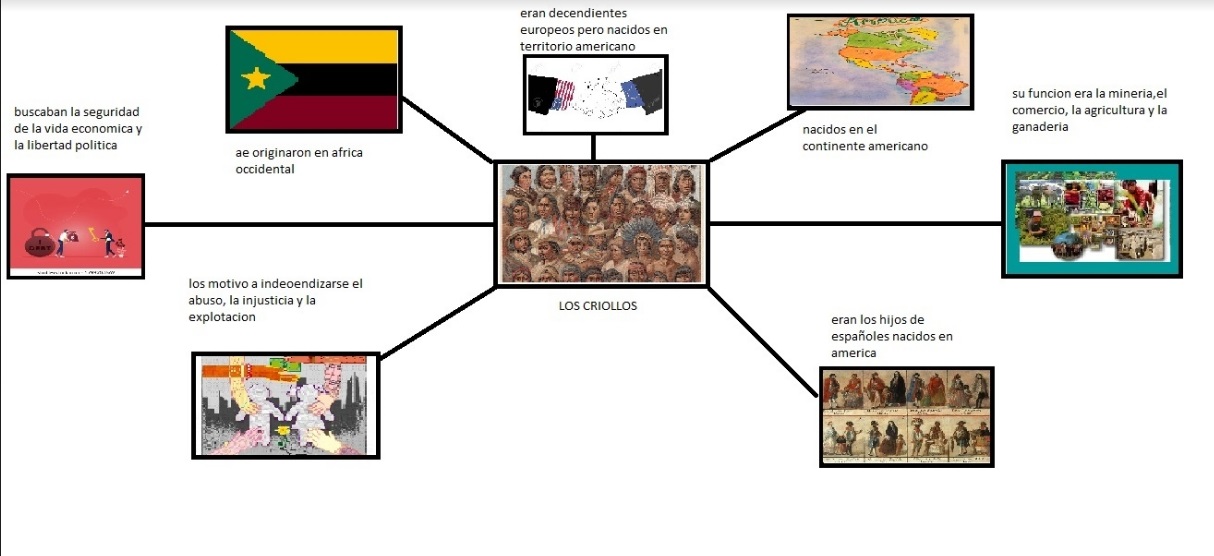 eran decendientes
europeos pero nacidos en
territorio americano
America
buscaban la seguridad
de la vida economica y
la libertad politica
ae originaron en africa
occidental
nacidos en el
continente americano
su funcion era la mineria,el
comercio, la agricultura y la
ganaderia
los motivo a indeoendizarse el
abuso, la injusticia y la
explotacion
LOS CRIOLLOS
eran los hijos de
españoles nacidos en
america